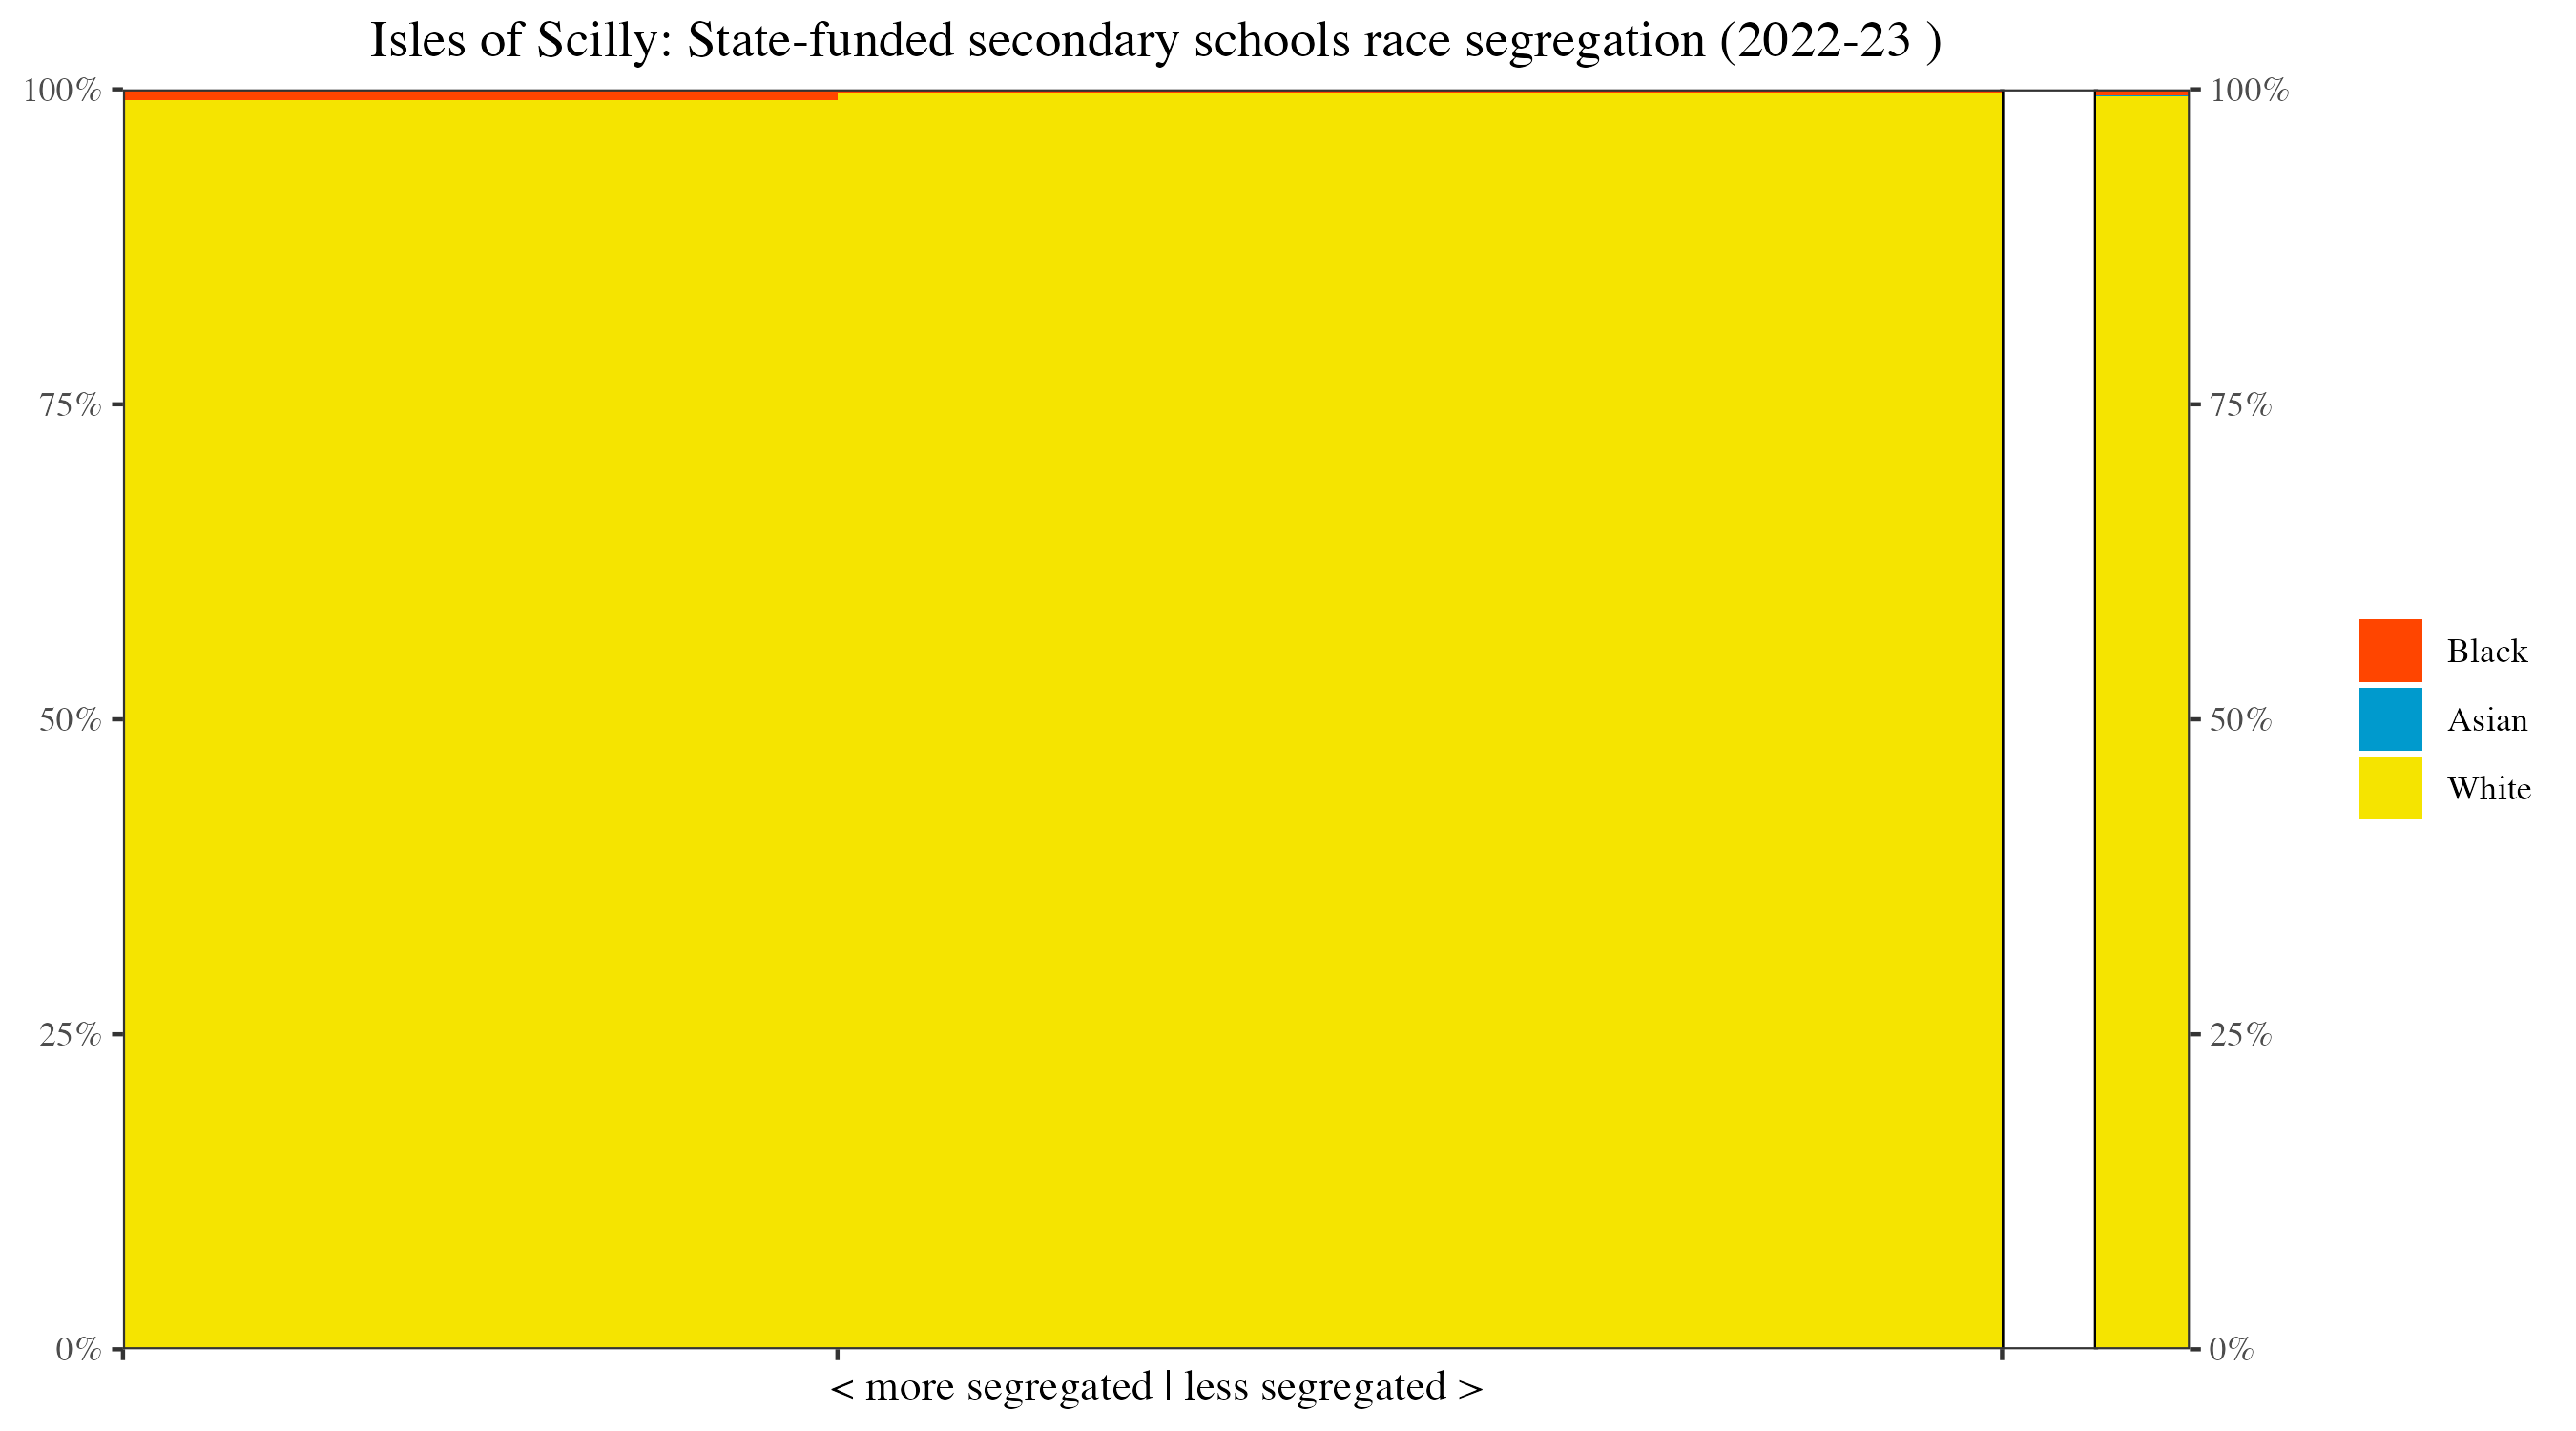 Isles of Scilly: State-funded secondary schools race segregation (2022-23 )
100%
75%
50%
25%
0%
100%
75%
50%
25%
0%
Black
Asian
White
< more segregated | less segregated >